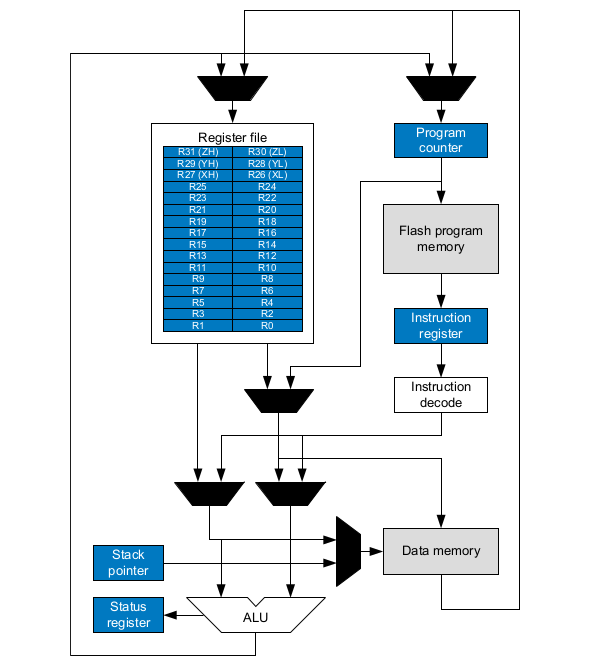 Register file
R31 (ZH) R30 (ZL)
R29 (YH) R28 (YL)
R27 (XH) R26 (XL)
R25 R24
R23 R22
R21 R20
R19 R18
R17 R16
R15 R14
R13 R12
R11 R10
R9 R8
R7 R6
R5 R4
R3 R2
R1 R0
Program
counter
Flash program
memory
Instruction
register
Instruction
decode
Data memory
Stack
pointer
Status
register
ALU